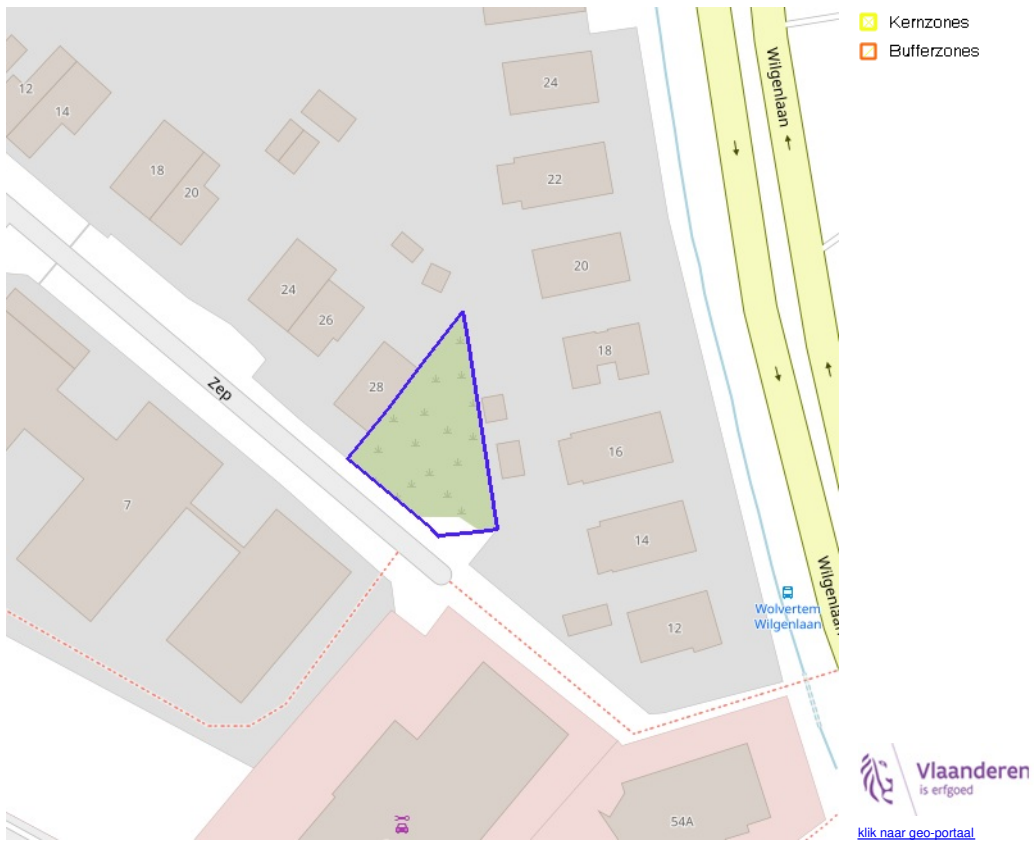 Kernzones
Bufferzones
Wilgenlaan
24
12
14
22
18
20
20
24
26
18
28
Zep
16
7
14
Wilgenlaan
Wolvertem
Wilgenlaan
12
54A
Vlaanderen
is erfgoed
klik naar geo-portaal